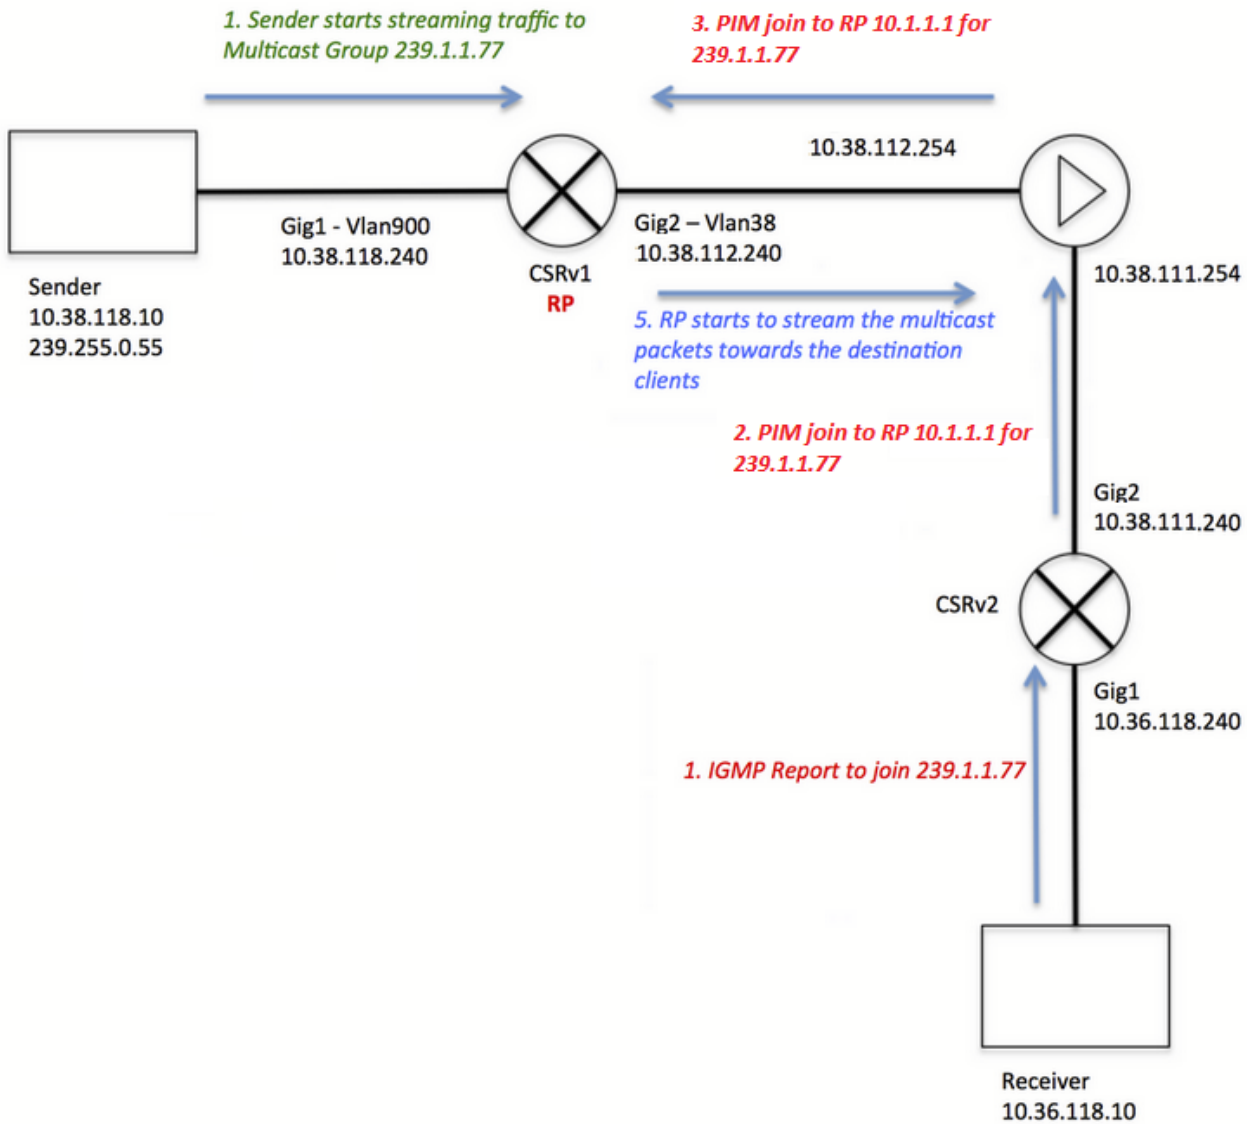 1. Sender starts streaming traffic to
Multicast Group 239.1.1.77
3. PIM join to RP 10.1.1.1 for
239.1.1.77
10.38.112.254
Gig1 - Vlan900
10.38.118.240
CSRv1
RP
Gig2 – Vlan38
10.38.112.240
10.38.111.254
Sender
10.38.118.10
239.255.0.55
5. RP starts to stream the multicast
packets towards the destination
clients
2. PIM join to RP 10.1.1.1 for
239.1.1.77
Gig2
10.38.111.240
CSRv2
Gig1
10.36.118.240
1. IGMP Report to join 239.1.1.77
Receiver
10.36.118.10